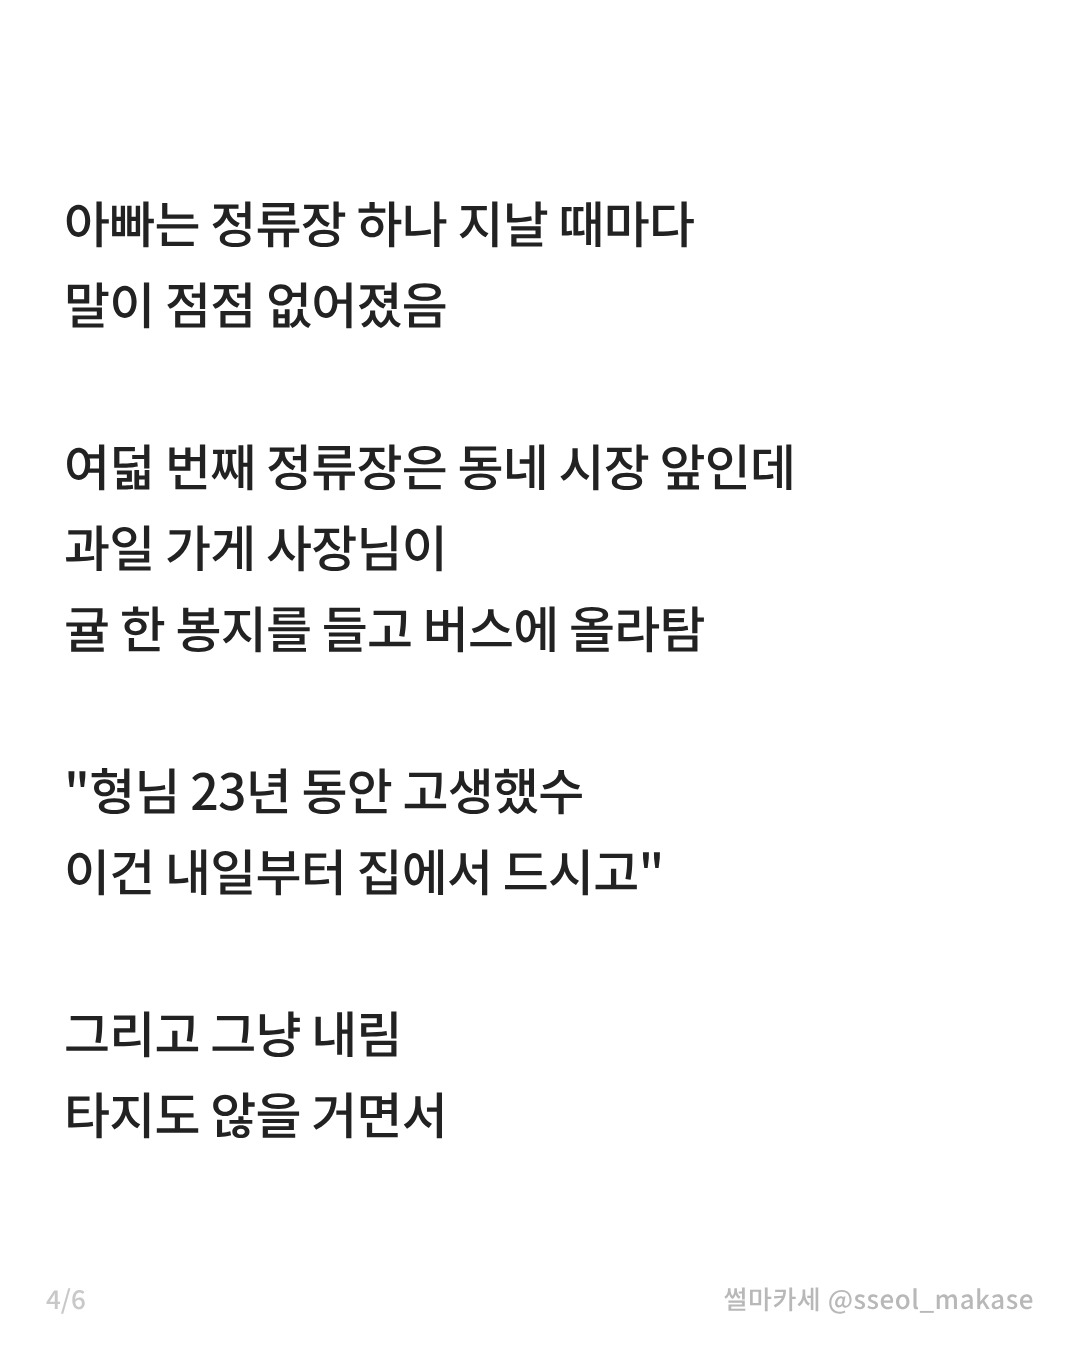 아빠는 정류장 하나 지날 때마다
말이 점점 없어졌음
여덟 번째 정류장은 동네 시장 앞인데
과일 가게 사장님이
귤 한 봉지를 들고 버스에 올라탐
"형님 23년 동안 고생했수
이건 내일부터 집에서 드시고"
그리고 그냥 내림
타지도 않을 거면서
4/6
썰마카세 @sseol_makase